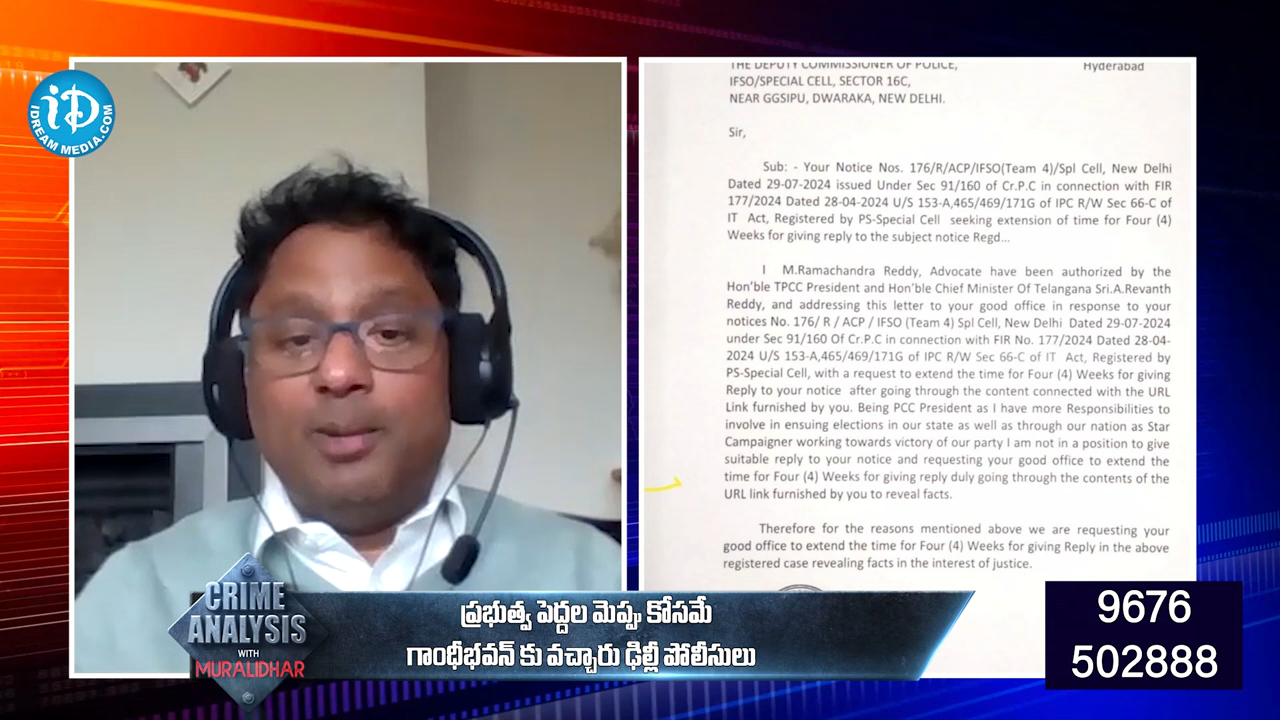 iD
IDREAM MEDIA.COM
THE DEPUTY COMMISSIONER OF POLICE,
Hyderabad
IFSO/SPECIAL CELL, SECTOR 16C,
NEAR GGSIPU, DWARAKA, NEW DELHI.
Sir,
Sub: - Your Notice Nos. 176/R/ACP/IFSO(Team 4)/Spl Cell, New Delhi
Dated 29-07-2024 issued Under Sec 91/160 of Cr.P.C in connection with FIR
177/2024 Dated 28-04-2024 U/S 153-A,465/469/171G of IPC R/W Sec 66-C of
IT Act, Registered by PS-Special Cell seeking extension of time for Four (4)
Weeks for giving reply to the subject notice Regd...
I M.Ramachandra Reddy, Advocate have been authorized by the
Hon'ble TPCC President and Hon'ble Chief Minister Of Telangana Sri.A.Revanth
Reddy, and addressing this letter to your good office in response to your
notices No. 176/ R / ACP / IFSO (Team 4) Spl Cell, New Delhi Dated 29-07-2024
under Sec 91/160 Of Cr.P.C in connection with FIR No. 177/2024 Dated 28-04-
2024 U/S 153-A,465/469/171G of IPC R/W Sec 66-C of IT Act, Registered by
PS-Special Cell, with a request to extend the time for Four (4) Weeks for giving
Reply to your notice after going through the content connected with the URL
Link furnished by you. Being PCC President as I have more Responsibilities to
involve in ensuing elections in our state as well as through our nation as Star
Campaigner working towards victory of our party I am not in a position to give
suitable reply to your notice and requesting your good office to extend the
time for Four (4) Weeks for giving reply duly going through the contents of the
URL link furnished by you to reveal facts.
Therefore for the reasons mentioned above we are requesting your
good office to extend the time for Four (4) Weeks for giving Reply in the above
registered case revealing facts in the interest of justice.
CRIME
ANALYSIS
WITH
MURALIDHAR
ప్రభుత్వ పెద్దల మెప్పు కోసమే
గాంధీభవన్ కు వచ్చారు ఢిల్లీ పోలీసులు
9676
502888